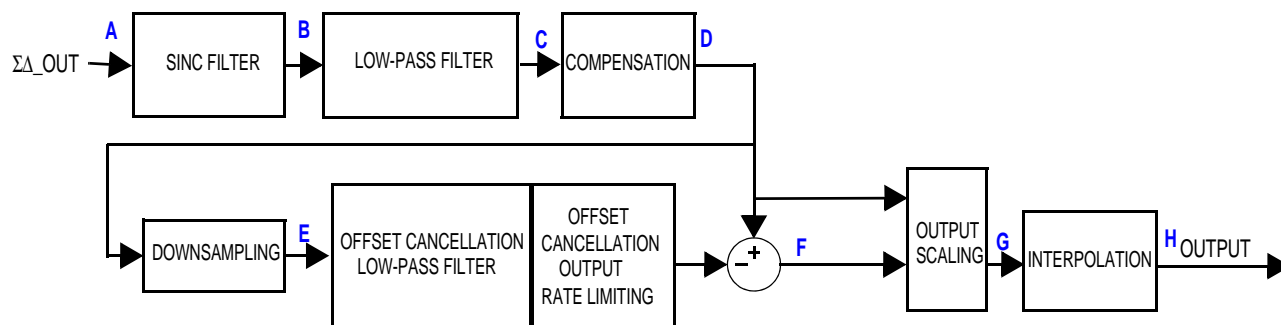 A
B
C
D
ΣΔ_OUT
SINC FILTER
LOW-PASS FILTER
COMPENSATION
DOWNSAMPLING
E
OFFSET CANCELLATION
LOW-PASS FILTER
OFFSET
CANCELLATION
OUTPUT
RATE LIMITING
−
+
F
OUTPUT
SCALING
G
INTERPOLATION
H
OUTPUT